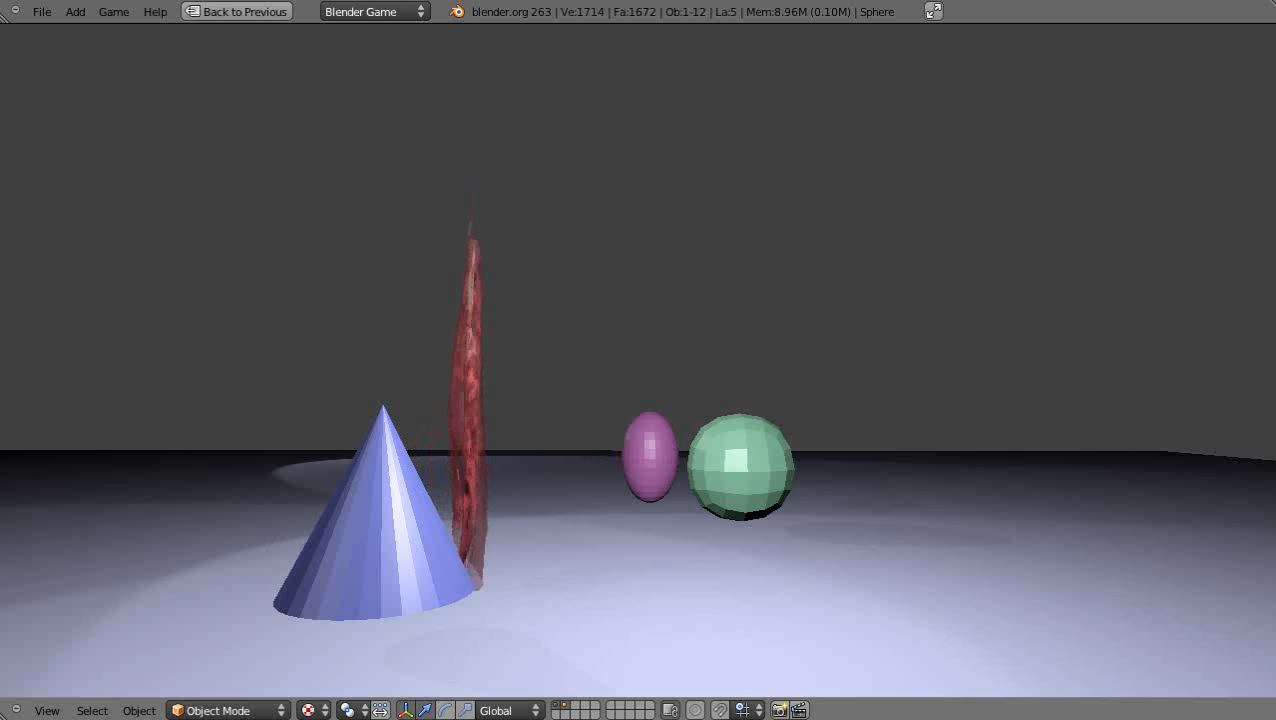 File Add Game Help Back to Previous Blender Game blender.org 263 | Ve:1714 | Fa:1672 | Ob:1-12 | La:5 | Mem:8.96M (0.10M) | Sphere
View Select Object Object Mode Global